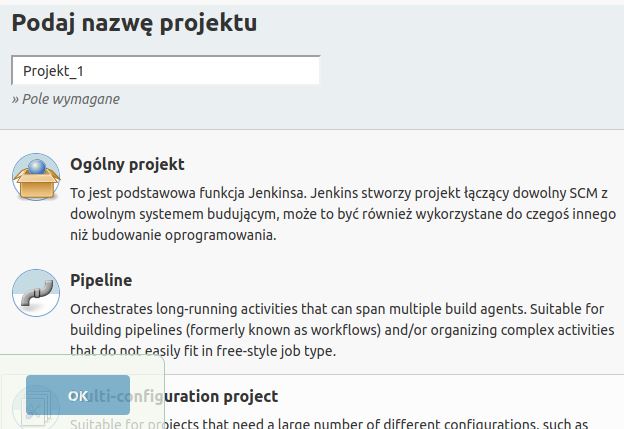 Podaj nazwę projektu
Projekt_1
» Pole wymagane
Ogólny projekt
To jest podstawowa funkcja Jenkinsa. Jenkins stworzy projekt łączący dowolny SCM z
dowolnym systemem budującym, może to być również wykorzystane do czegoś innego
niż budowanie oprogramowania.
Pipeline
Orchestrates long-running activities that can span multiple build agents. Suitable for
building pipelines (formerly known as workflows) and/or organizing complex activities
that do not easily fit in free-style job type.
OK
Multi-configuration project
Suitable for projects that need a large number of different configurations, such as